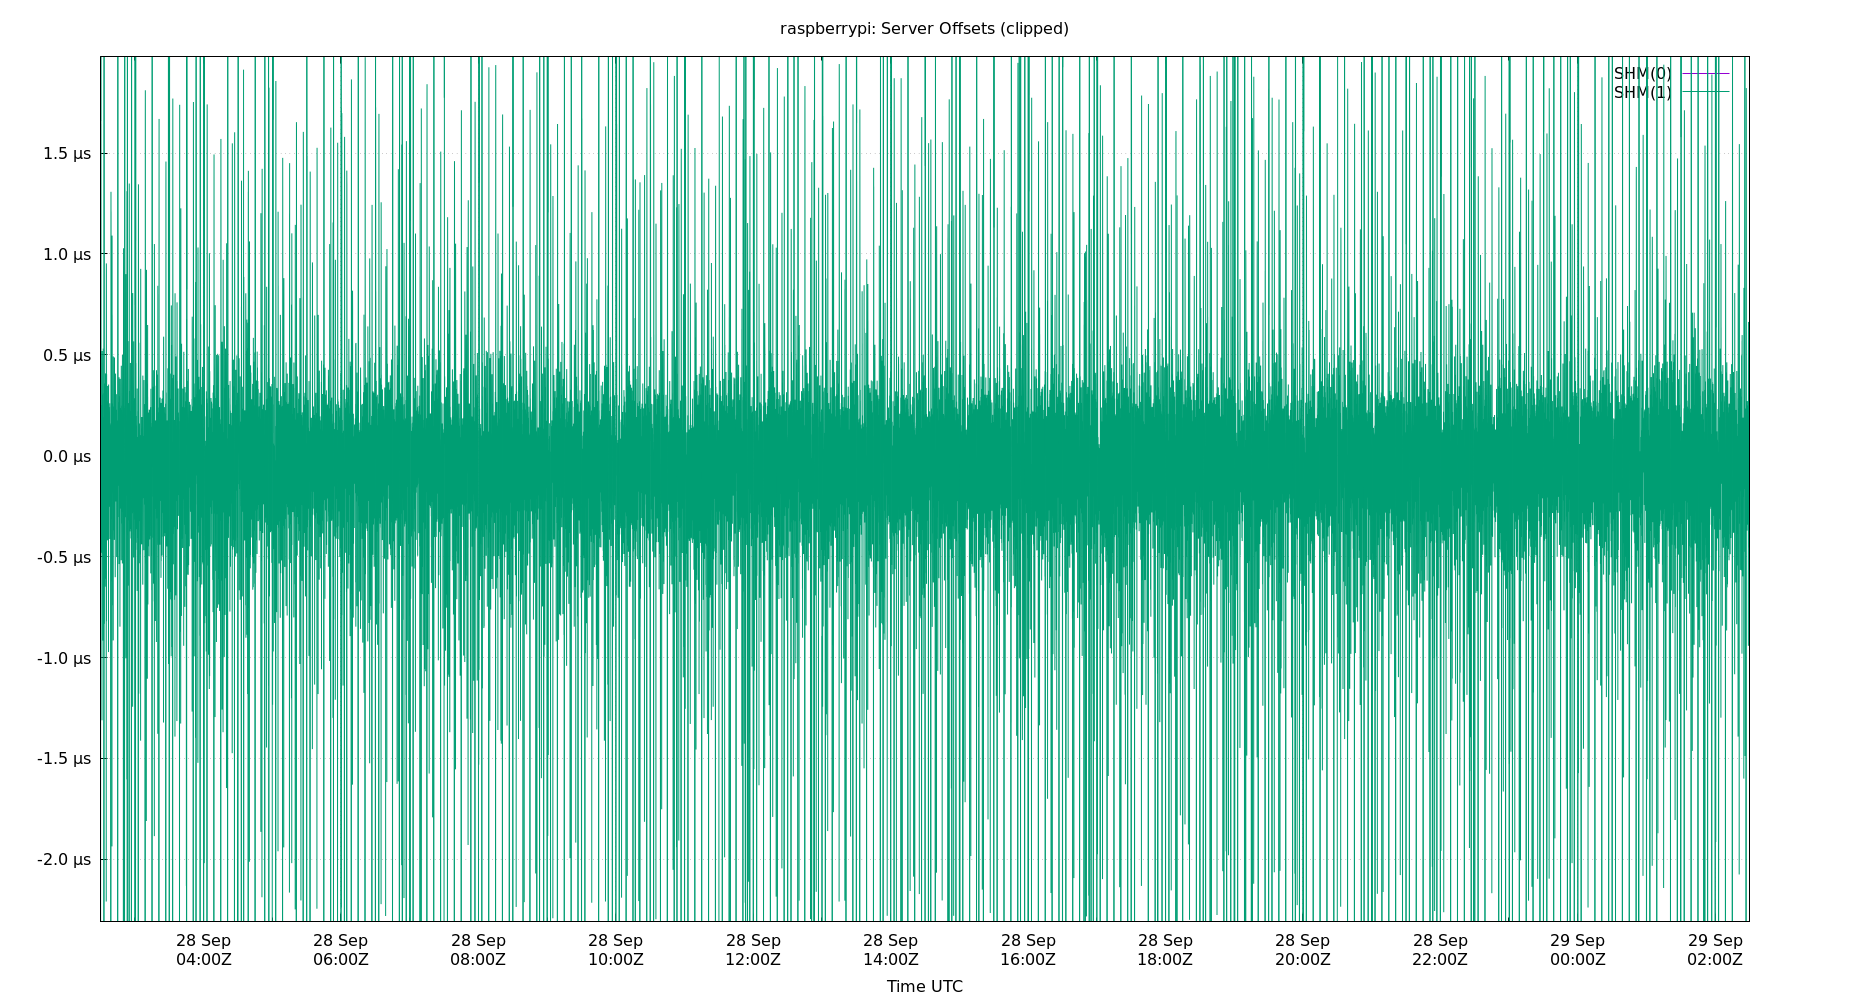 raspberrypi: Server Offsets (clipped)
SHM(0)
SHM(1)
1.5 µs
1.0 µs
0.5 µs
0.0 µs
-0.5 µs
-1.0 µs
-1.5 µs
-2.0 µs
28 Sep 28 Sep 28 Sep 28 Sep 28 Sep 28 Sep 28 Sep 28 Sep 28 Sep 28 Sep 29 Sep 29 Sep
04:00Z 06:00Z 08:00Z 10:00Z 12:00Z 14:00Z 16:00Z 18:00Z 20:00Z 22:00Z 00:00Z 02:00Z
Time UTC